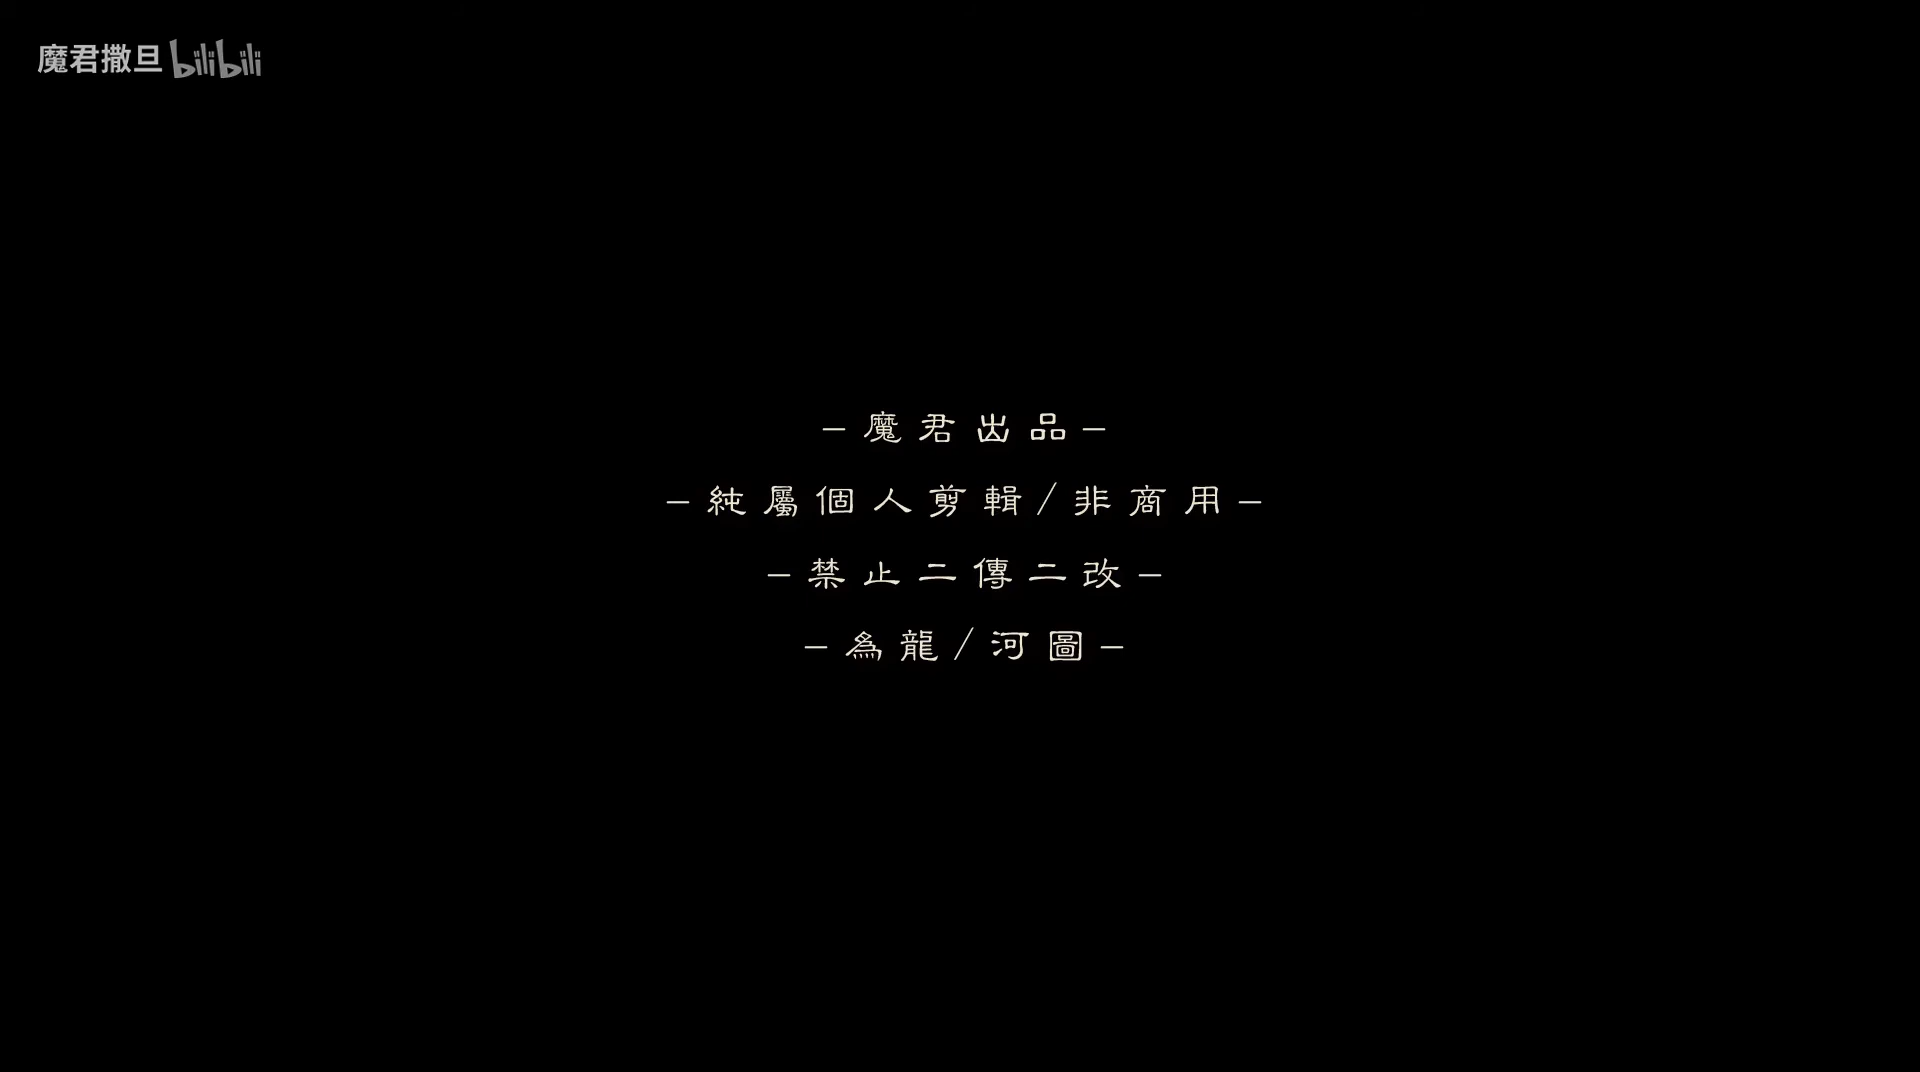 魔君撒旦 bilibili
– 魔君出品 –
– 純屬個人剪輯/非商用 –
– 禁止二傳二改 –
– 為龍/河圖 –